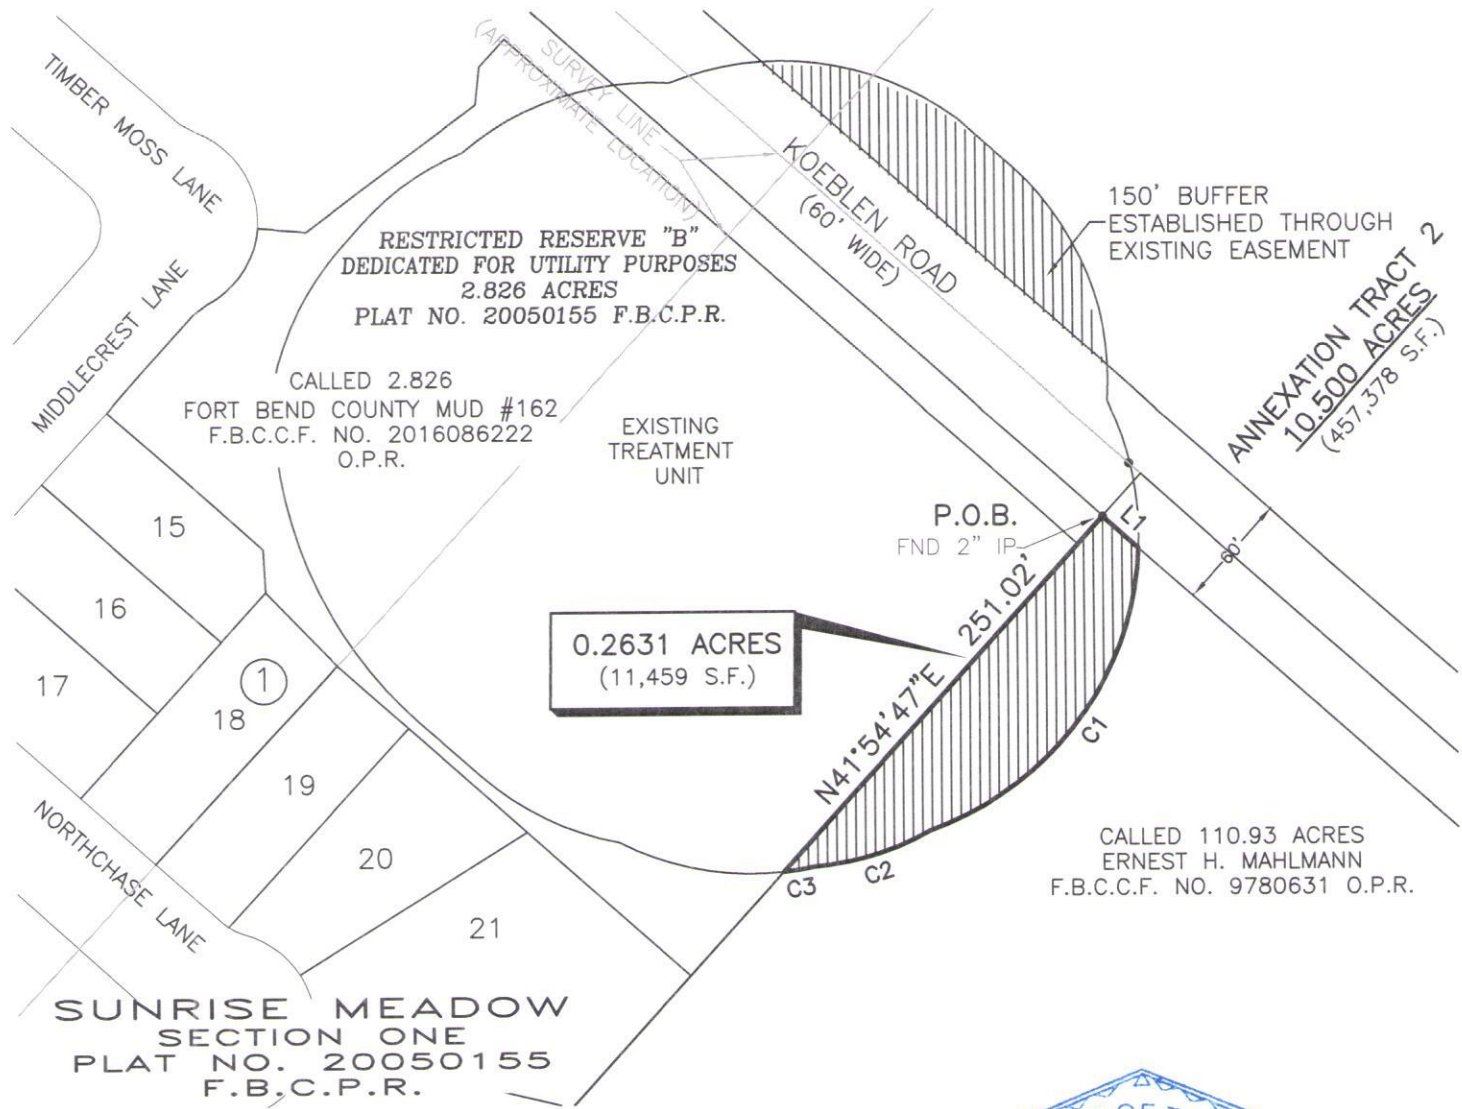 TIMBER MOSS LANE
SURVEY LINE
(APPROXIMATE LOCATION)
KOEBLEN ROAD
(60' WIDE)
150' BUFFER
ESTABLISHED THROUGH
EXISTING EASEMENT
ANNEXATION TRACT 2
10.500 ACRES
(457,378 S.F.)
RESTRICTED RESERVE "B"
DEDICATED FOR UTILITY PURPOSES
2.826 ACRES
PLAT NO. 20050155 F.B.C.P.R.
MIDDLECREST LANE
CALLED 2.826
FORT BEND COUNTY MUD #162
F.B.C.C.F. NO. 2016086222
O.P.R.
EXISTING
TREATMENT
UNIT
P.O.B.
FND 2" IP
L1
60'
15
16
17
18
1
19
20
21
0.2631 ACRES
(11,459 S.F.)
N41°54'47"E 251.02'
C1
C2
C3
CALLED 110.93 ACRES
ERNEST H. MAHLMANN
F.B.C.C.F. NO. 9780631 O.P.R.
NORTHCHASE LANE
SUNRISE MEADOW
SECTION ONE
PLAT NO. 20050155
F.B.C.P.R.